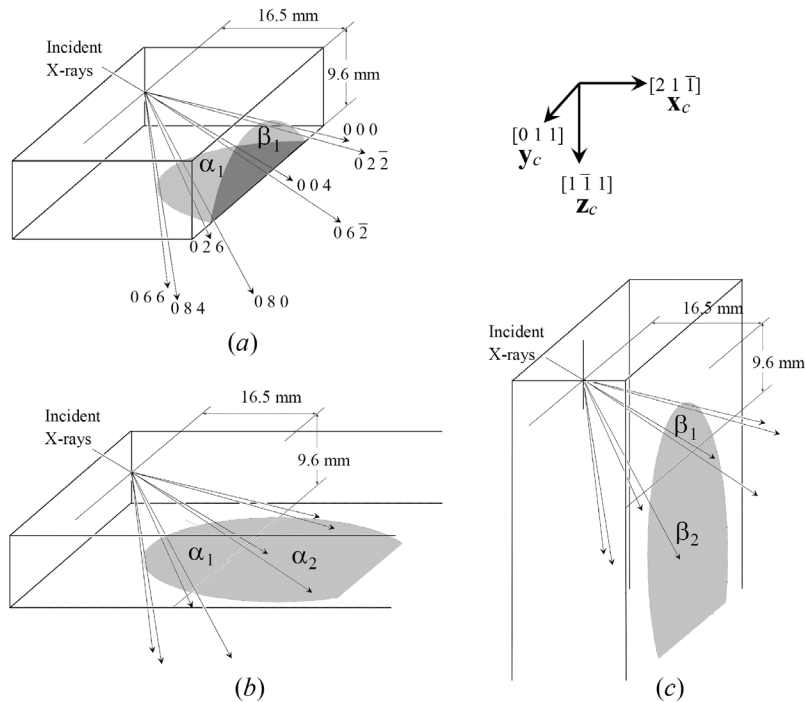 16.5 mm
Incident
X-rays
9.6 mm
β₁
α₁
0 0 0
0 2 2̅
0 0 4
0 6 2̅
0 2 6
0 6 6
0 8 4
0 8 0
(a)
[2 1 1̅]
x_c
[0 1 1]
y_c
[1 1̅ 1]
z_c
16.5 mm
Incident
X-rays
9.6 mm
α₁
α₂
(b)
16.5 mm
Incident
X-rays
9.6 mm
β₁
β₂
(c)